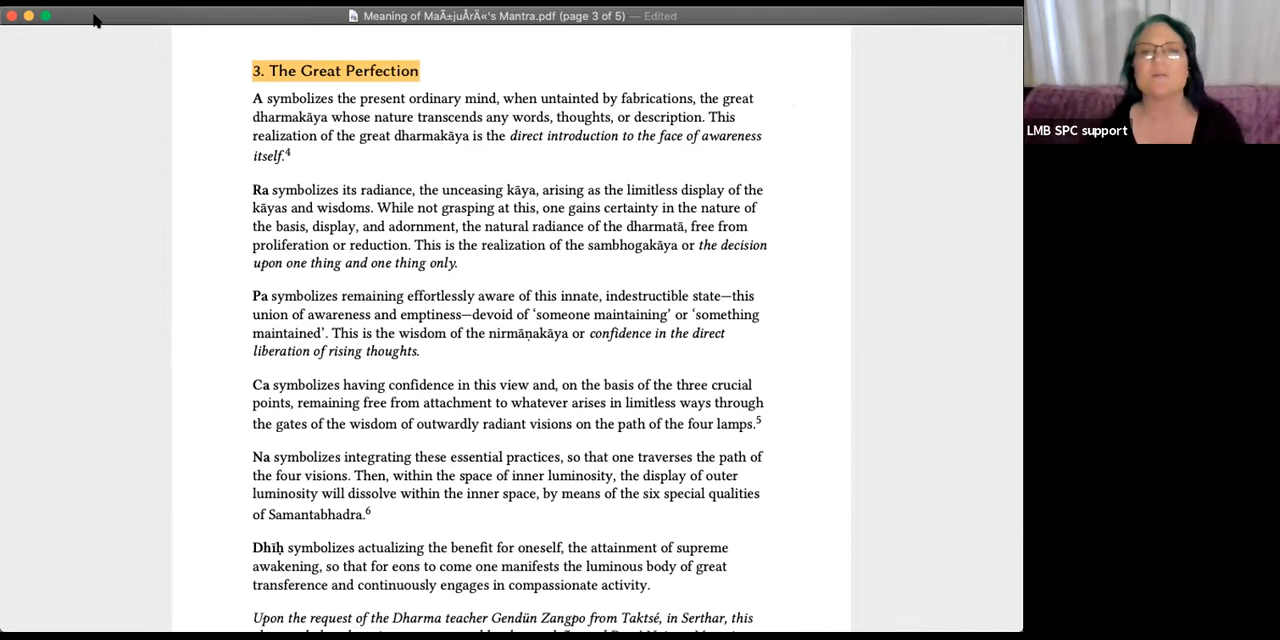 Meaning of MaÃ±juÅrÄ«'s Mantra.pdf (page 3 of 5) — Edited
3. The Great Perfection
A symbolizes the present ordinary mind, when untainted by fabrications, the great
dharmakāya whose nature transcends any words, thoughts, or description. This
realization of the great dharmakāya is the direct introduction to the face of awareness
itself.4
Ra symbolizes its radiance, the unceasing kāya, arising as the limitless display of the
kāyas and wisdoms. While not grasping at this, one gains certainty in the nature of
the basis, display, and adornment, the natural radiance of the dharmatā, free from
proliferation or reduction. This is the realization of the sambhogakāya or the decision
upon one thing and one thing only.
Pa symbolizes remaining effortlessly aware of this innate, indestructible state—this
union of awareness and emptiness—devoid of ‘someone maintaining’ or ‘something
maintained’. This is the wisdom of the nirmāṇakāya or confidence in the direct
liberation of rising thoughts.
Ca symbolizes having confidence in this view and, on the basis of the three crucial
points, remaining free from attachment to whatever arises in limitless ways through
the gates of the wisdom of outwardly radiant visions on the path of the four lamps.5
Na symbolizes integrating these essential practices, so that one traverses the path of
the four visions. Then, within the space of inner luminosity, the display of outer
luminosity will dissolve within the inner space, by means of the six special qualities
of Samantabhadra.6
Dhīḥ symbolizes actualizing the benefit for oneself, the attainment of supreme
awakening, so that for eons to come one manifests the luminous body of great
transference and continuously engages in compassionate activity.
Upon the request of the Dharma teacher Gendün Zangpo from Taktsé, in Serthar, this
LMB SPC support